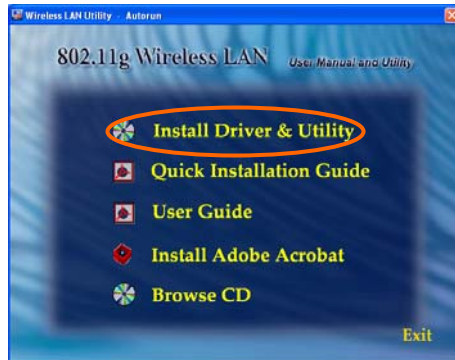 Wireless LAN Utility - Autorun
802.11g Wireless LAN User Manual and Utility
Install Driver & Utility
Quick Installation Guide
User Guide
Install Adobe Acrobat
Browse CD
Exit